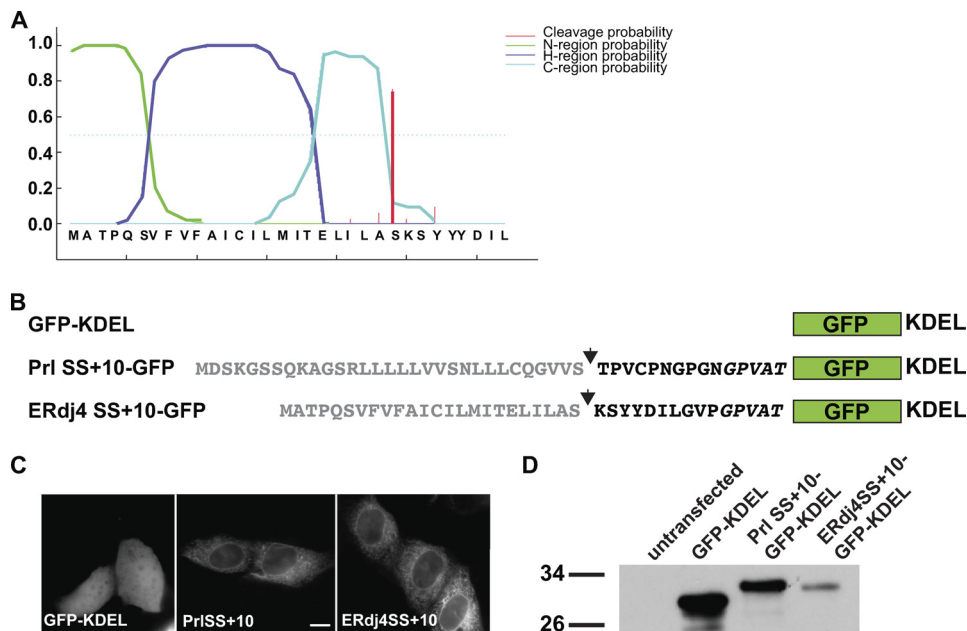 A
1.0
0.8
0.6
0.4
0.2
0.0
M A T P Q S V F V F A I C I L M I T E L I L A S K S Y Y Y D I L
Cleavage probability
N-region probability
H-region probability
C-region probability
B
GFP-KDEL GFP KDEL
Prl SS+10-GFP MDSKGSSQKAGSRLLLLLVVSNLLLCQGVVS TPVCPNGPGNGPVAT GFP KDEL
ERdj4 SS+10-GFP MATPQSVFVFAICILMITELILAS KSYYDILGVPGPVAT GFP KDEL
C
GFP-KDEL PrlSS+10 ERdj4SS+10
D
untransfected
GFP-KDEL
Prl SS+10-
GFP-KDEL
ERdj4SS+10-
GFP-KDEL
34
26